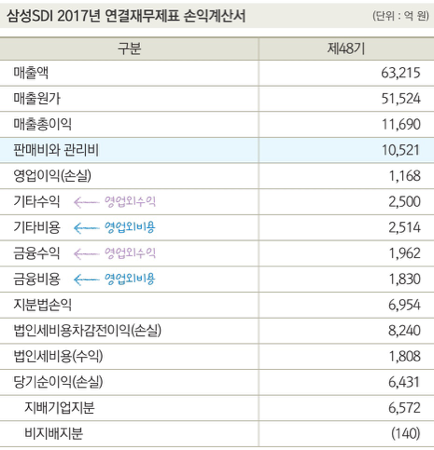 삼성SDI 2017년 연결재무제표 손익계산서 (단위 : 억 원)
구분 제48기
매출액 63,215
매출원가 51,524
매출총이익 11,690
판매비와 관리비 10,521
영업이익(손실) 1,168
기타수익 영업외수익 2,500
기타비용 영업외비용 2,514
금융수익 영업외수익 1,962
금융비용 영업외비용 1,830
지분법손익 6,954
법인세비용차감전이익(손실) 8,240
법인세비용(수익) 1,808
당기순이익(손실) 6,431
지배기업지분 6,572
비지배지분 (140)